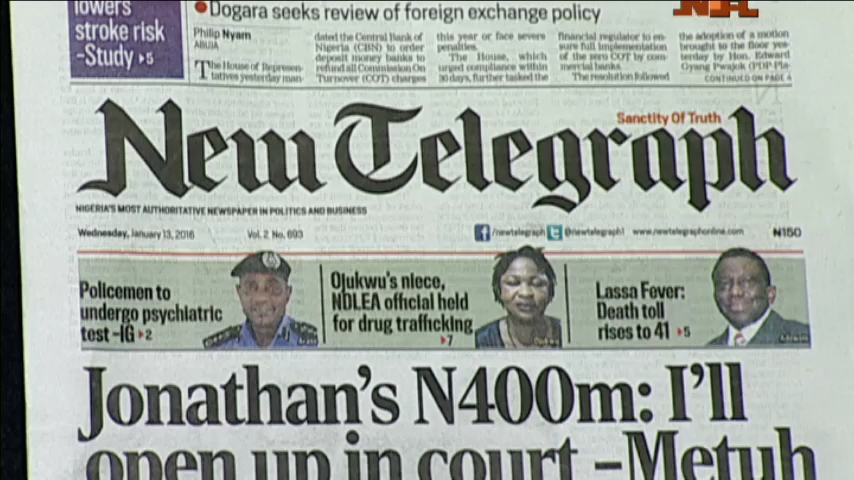 lowers
stroke risk
-Study ▸5
•Dogara seeks review of foreign exchange policy
Philip Nyam
ABUJA
The House of Represen-
tatives yesterday man-
dated the Central Bank of
Nigeria (CBN) to order
deposit money banks to
refund all Commission On
Turnover (COT) charges
this year or face severe
penalties.
The House, which
urged compliance within
30 days, further tasked the
financial regulator to en-
sure full implementation
of the zero COT by com-
mercial banks.
The resolution followed
the adoption of a motion
brought to the floor yes-
terday by Hon. Edward
Gyang Pwajok (PDP Pla-
CONTINUED ON PAGE 4
Sanctity Of Truth
New Telegraph
NIGERIA'S MOST AUTHORITATIVE NEWSPAPER IN POLITICS AND BUSINESS
Wednesday, January 13, 2016
Vol. 2 No. 693
/newtelegraph
@newtelegraph1
www.newtelegraphonline.com
N150
Policemen to
undergo psychiatric
test –IG ▸2
Ojukwu's niece,
NDLEA official held
for drug trafficking
▸7
Lassa Fever:
Death toll
rises to 41 ▸5
Jonathan's N400m: I'll
open up in court –Metuh